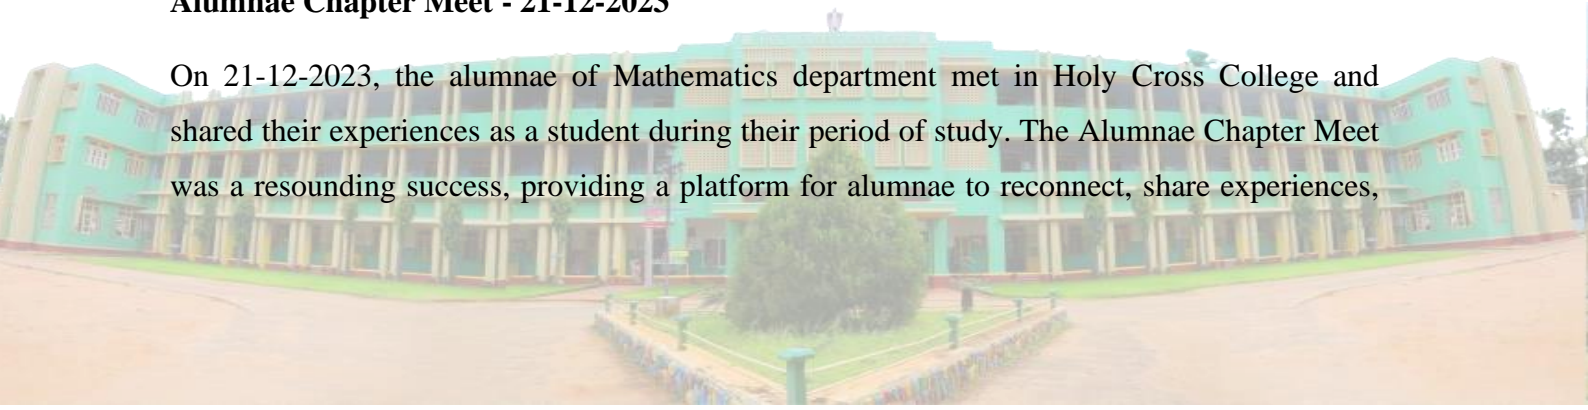 Alumnae Chapter Meet - 21-12-2023
On 21-12-2023, the alumnae of Mathematics department met in Holy Cross College and
shared their experiences as a student during their period of study. The Alumnae Chapter Meet
was a resounding success, providing a platform for alumnae to reconnect, share experiences,